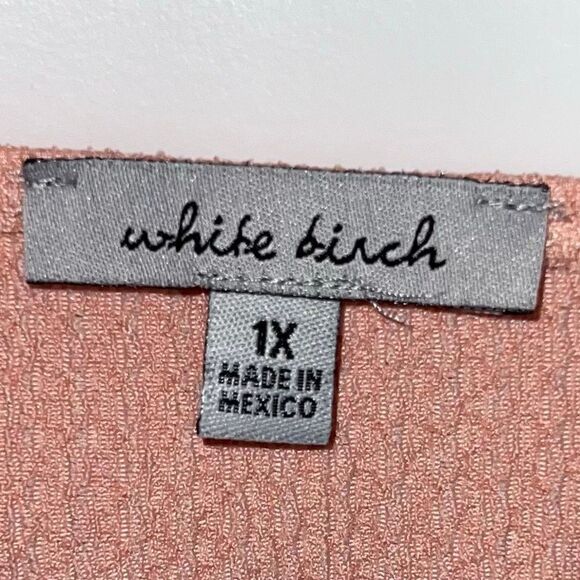 white birch
1X
MADE IN
MEXICO